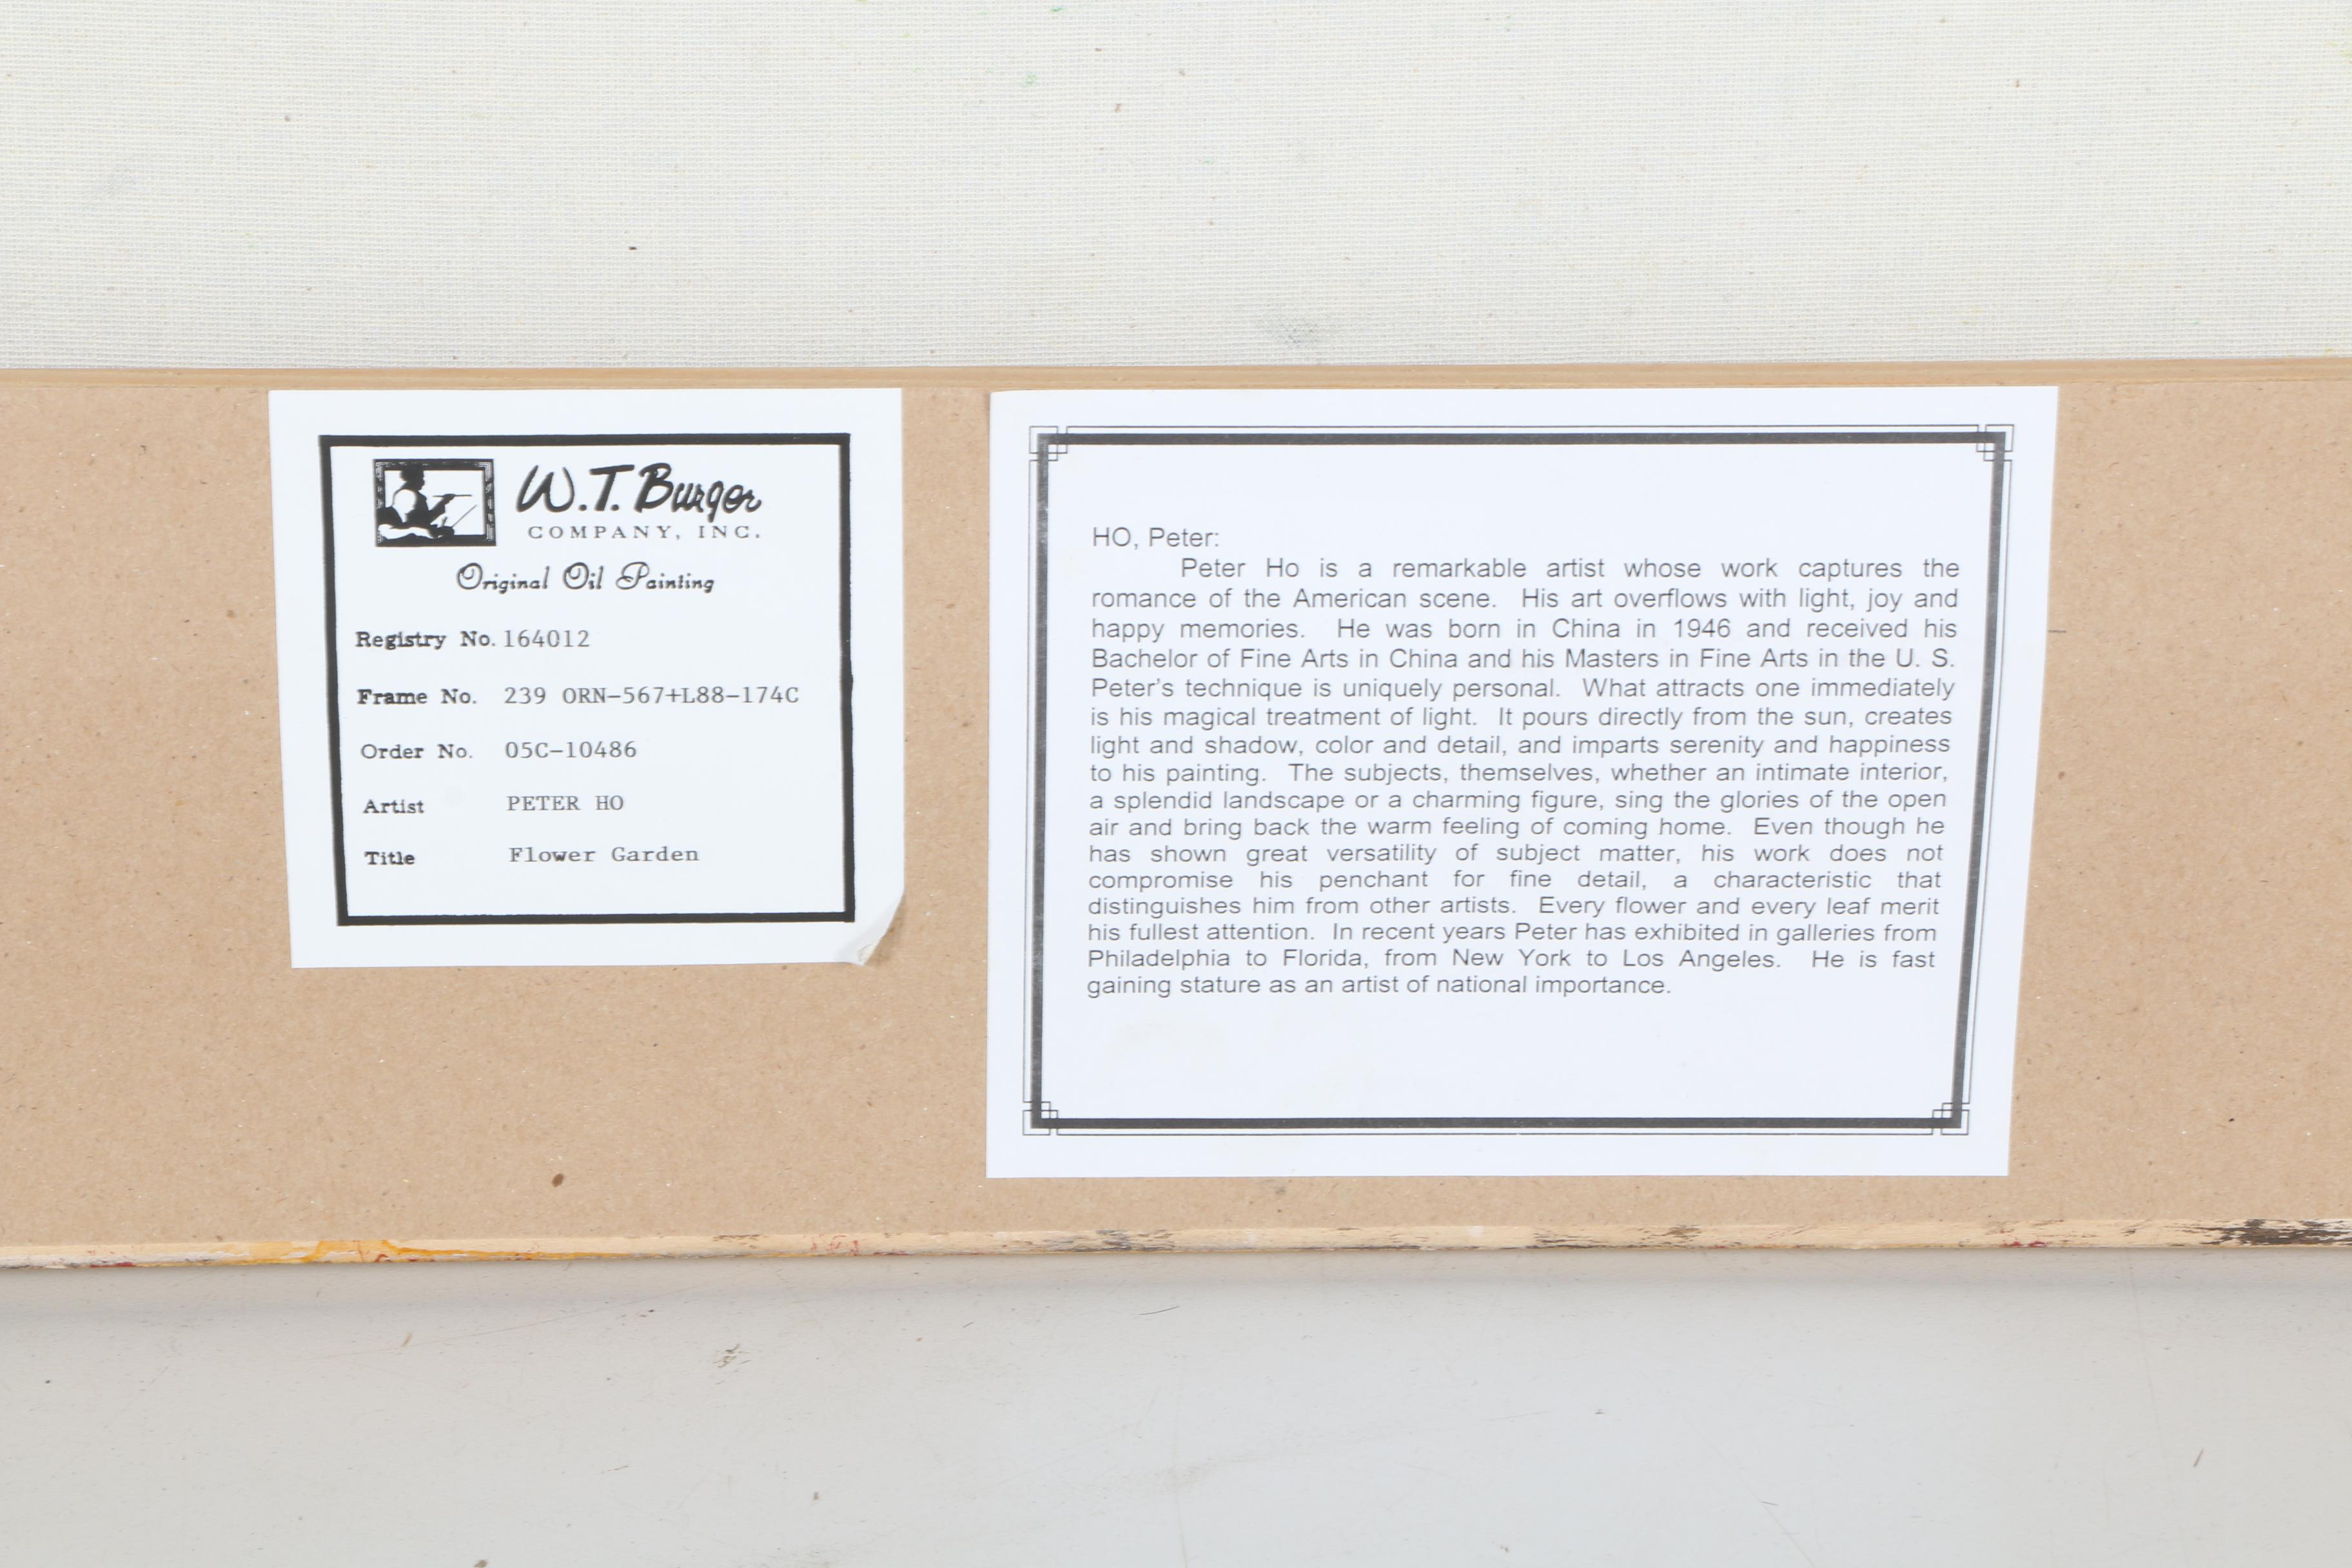 W.T. Burger
COMPANY, INC.
Original Oil Painting
Registry No. 164012
Frame No. 239 ORN-567+L88-174C
Order No. 05C-10486
Artist PETER HO
Title Flower Garden
HO, Peter:
Peter Ho is a remarkable artist whose work captures the
romance of the American scene. His art overflows with light, joy and
happy memories. He was born in China in 1946 and received his
Bachelor of Fine Arts in China and his Masters in Fine Arts in the U. S.
Peter's technique is uniquely personal. What attracts one immediately
is his magical treatment of light. It pours directly from the sun, creates
light and shadow, color and detail, and imparts serenity and happiness
to his painting. The subjects, themselves, whether an intimate interior,
a splendid landscape or a charming figure, sing the glories of the open
air and bring back the warm feeling of coming home. Even though he
has shown great versatility of subject matter, his work does not
compromise his penchant for fine detail, a characteristic that
distinguishes him from other artists. Every flower and every leaf merit
his fullest attention. In recent years Peter has exhibited in galleries from
Philadelphia to Florida, from New York to Los Angeles. He is fast
gaining stature as an artist of national importance.